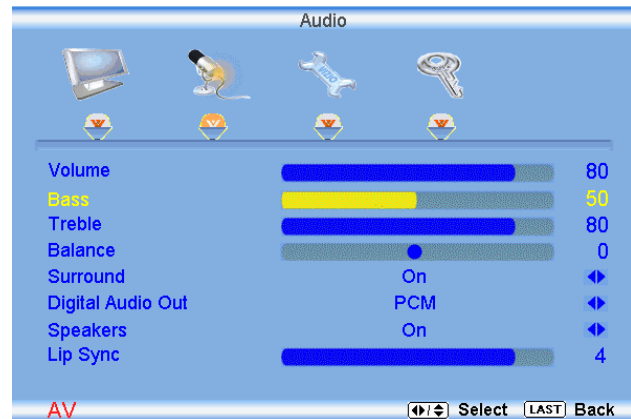 Audio
Volume 80
Bass 50
Treble 80
Balance 0
Surround On
Digital Audio Out PCM
Speakers On
Lip Sync 4
AV Select LAST Back